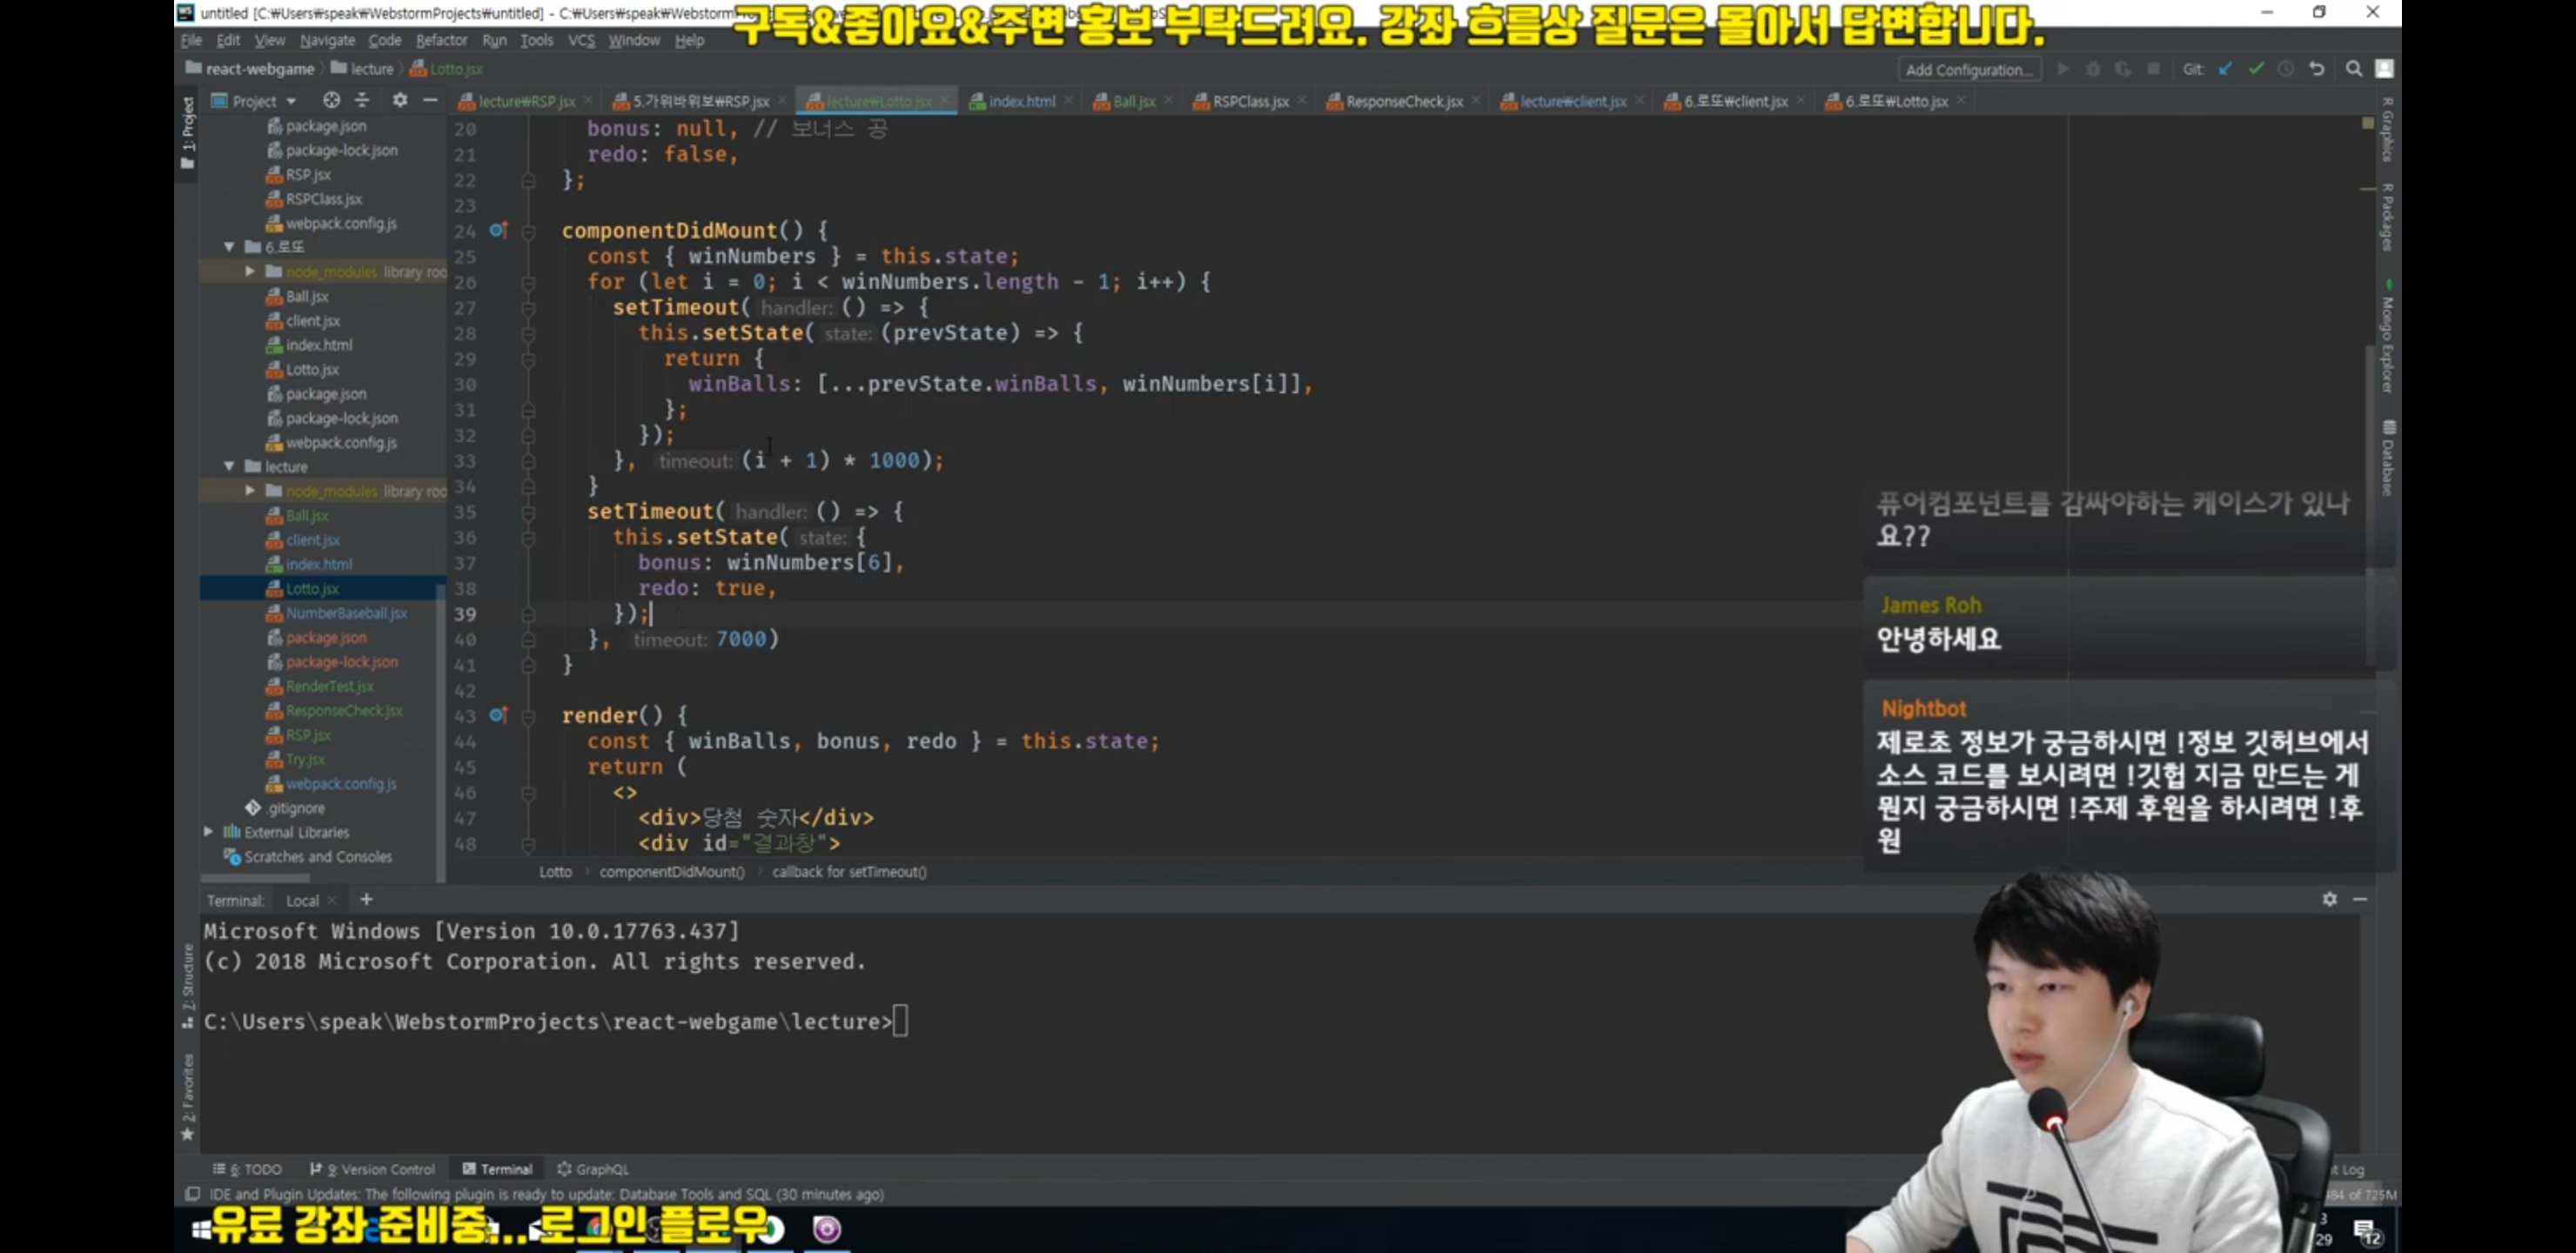 untitled [C:₩Users₩speak₩WebstormProjects₩untitled] - C:₩Users₩speak₩WebstormPro
구독&좋아요&주변 홍보 부탁드려요. 강좌 흐름상 질문은 몰아서 답변합니다.
File Edit View Navigate Code Refactor Run Tools VCS Window Help
react-webgame lecture Lotto.jsx
Add Configuration... Git:
1: Project
Project
lecture₩RSP.jsx 5.가위바위보₩RSP.jsx lecture₩Lotto.jsx index.html Ball.jsx RSPClass.jsx ResponseCheck.jsx lecture₩client.jsx 6.로또₩client.jsx 6.로또₩Lotto.jsx
package.json
package-lock.json
RSP.jsx
RSPClass.jsx
webpack.config.js
6.로또
node_modules library roo
Ball.jsx
client.jsx
index.html
Lotto.jsx
package.json
package-lock.json
webpack.config.js
lecture
node_modules library roo
Ball.jsx
client.jsx
index.html
Lotto.jsx
NumberBaseball.jsx
package.json
package-lock.json
RenderTest.jsx
ResponseCheck.jsx
RSP.jsx
Try.jsx
webpack.config.js
.gitignore
External Libraries
Scratches and Consoles
20 bonus: null, // 보너스 공
21 redo: false,
22 };
23
24 componentDidMount() {
25 const { winNumbers } = this.state;
26 for (let i = 0; i < winNumbers.length - 1; i++) {
27 setTimeout( handler: () => {
28 this.setState( state: (prevState) => {
29 return {
30 winBalls: [...prevState.winBalls, winNumbers[i]],
31 };
32 });
33 }, timeout: (i + 1) * 1000);
34 }
35 setTimeout( handler: () => {
36 this.setState( state: {
37 bonus: winNumbers[6],
38 redo: true,
39 });
40 }, timeout: 7000)
41 }
42
43 render() {
44 const { winBalls, bonus, redo } = this.state;
45 return (
46 <>
47 <div>당첨 숫자</div>
48 <div id="결과창">
Lotto componentDidMount() callback for setTimeout()
R Graphics
R Packages
Mongo Explorer
Database
퓨어컴포넌트를 감싸야하는 케이스가 있나
요??
James Roh
안녕하세요
Nightbot
제로초 정보가 궁금하시면 !정보 깃허브에서
소스 코드를 보시려면 !깃헙 지금 만드는 게
뭔지 궁금하시면 !주제 후원을 하시려면 !후
원
Terminal: Local +
Microsoft Windows [Version 10.0.17763.437]
(c) 2018 Microsoft Corporation. All rights reserved.
C:\Users\speak\WebstormProjects\react-webgame\lecture>
7: Structure
2: Favorites
6: TODO 9: Version Control Terminal GraphQL
t Log
IDE and Plugin Updates: The following plugin is ready to update: Database Tools and SQL (30 minutes ago)
484 of 725M
유료 강좌 준비중... 로그인 플로우
3
29
12